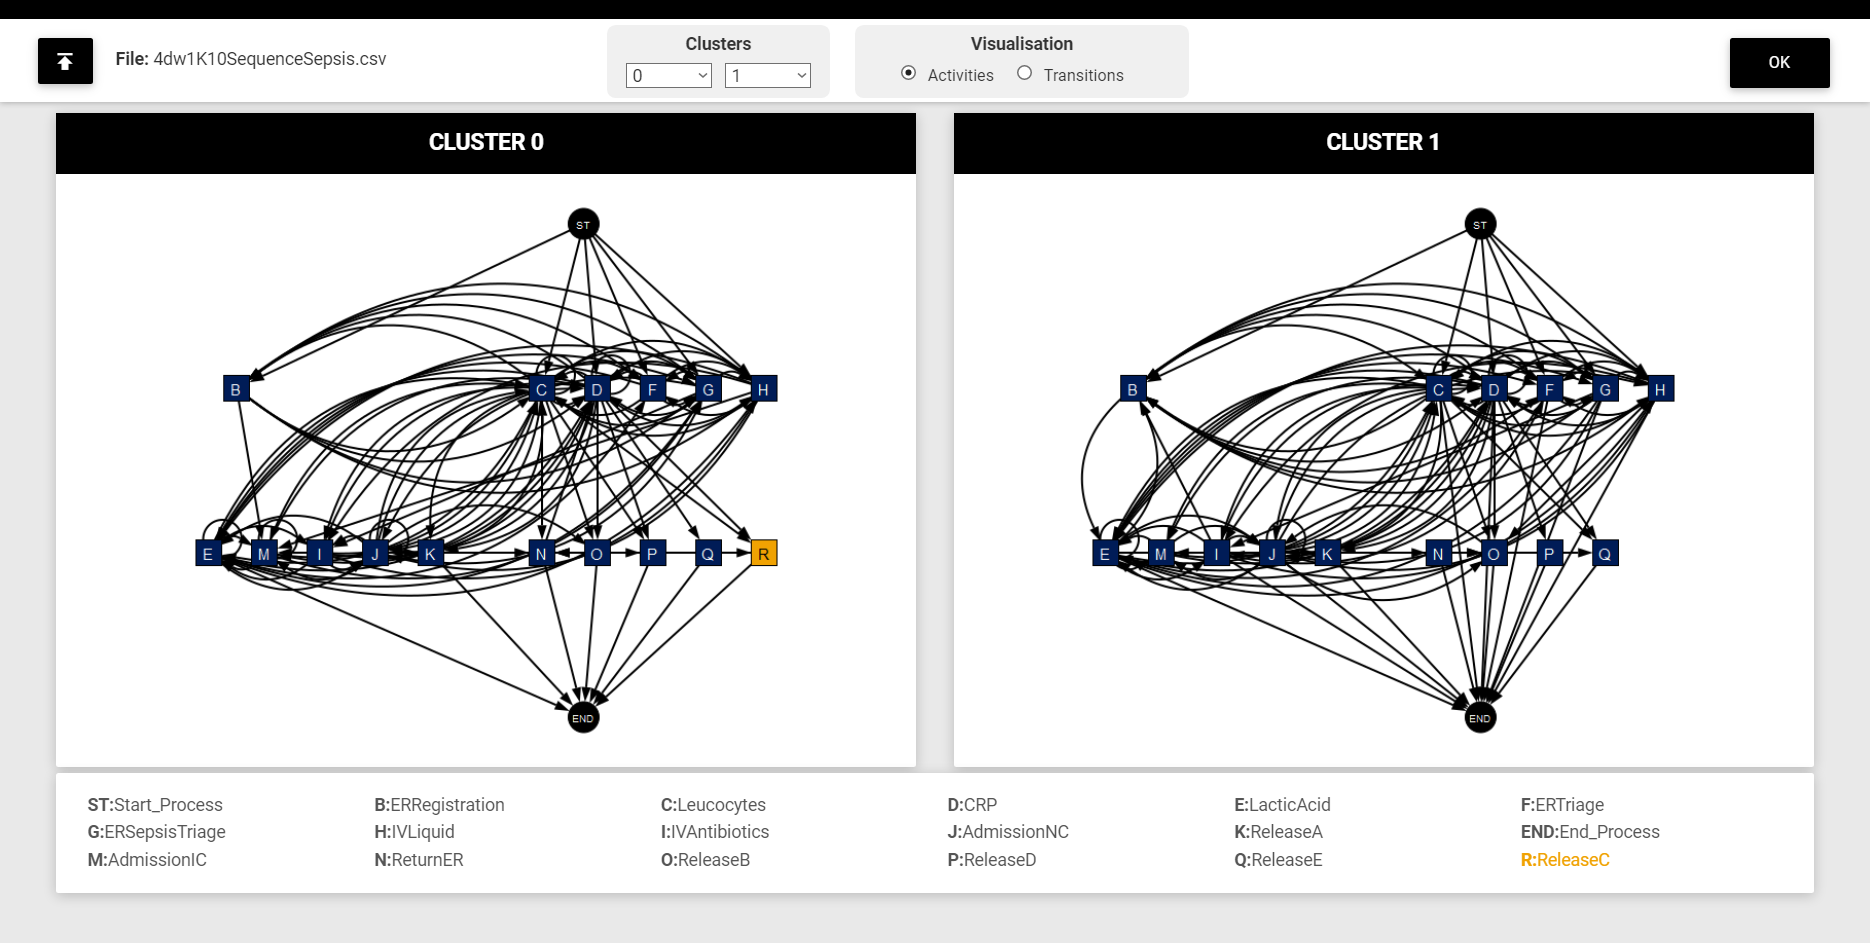 File: 4dw1K10SequenceSepsis.csv
Clusters
0 1
Visualisation
Activities Transitions
OK
CLUSTER 0
ST
B C D F G H
E M I J K N O P Q R
END
CLUSTER 1
ST
B C D F G H
E M I J K N O P Q
END
ST:Start_Process B:ERRegistration C:Leucocytes D:CRP E:LacticAcid F:ERTriage
G:ERSepsisTriage H:IVLiquid I:IVAntibiotics J:AdmissionNC K:ReleaseA END:End_Process
M:AdmissionIC N:ReturnER O:ReleaseB P:ReleaseD Q:ReleaseE R:ReleaseC